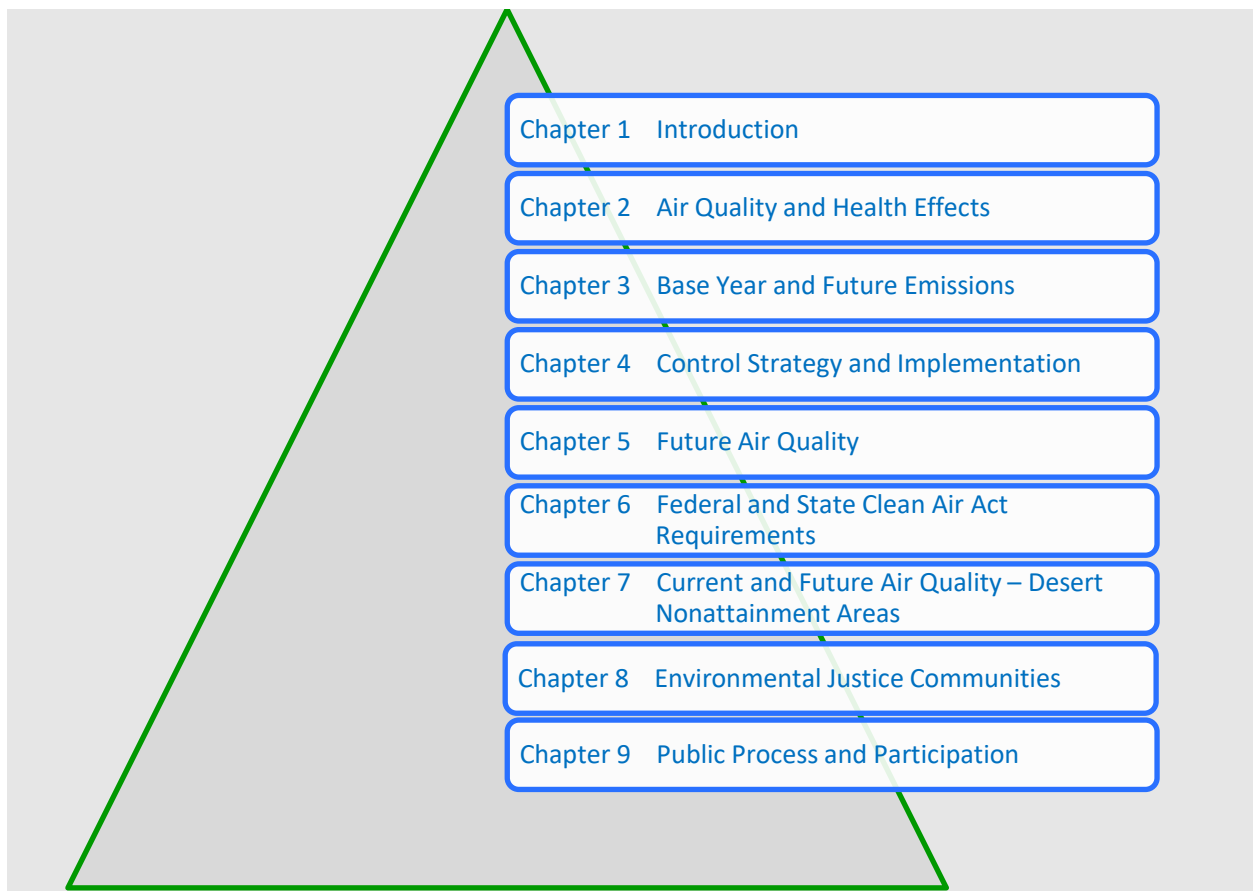 Chapter 1 Introduction
Chapter 2 Air Quality and Health Effects
Chapter 3 Base Year and Future Emissions
Chapter 4 Control Strategy and Implementation
Chapter 5 Future Air Quality
Chapter 6 Federal and State Clean Air Act
Requirements
Chapter 7 Current and Future Air Quality – Desert
Nonattainment Areas
Chapter 8 Environmental Justice Communities
Chapter 9 Public Process and Participation